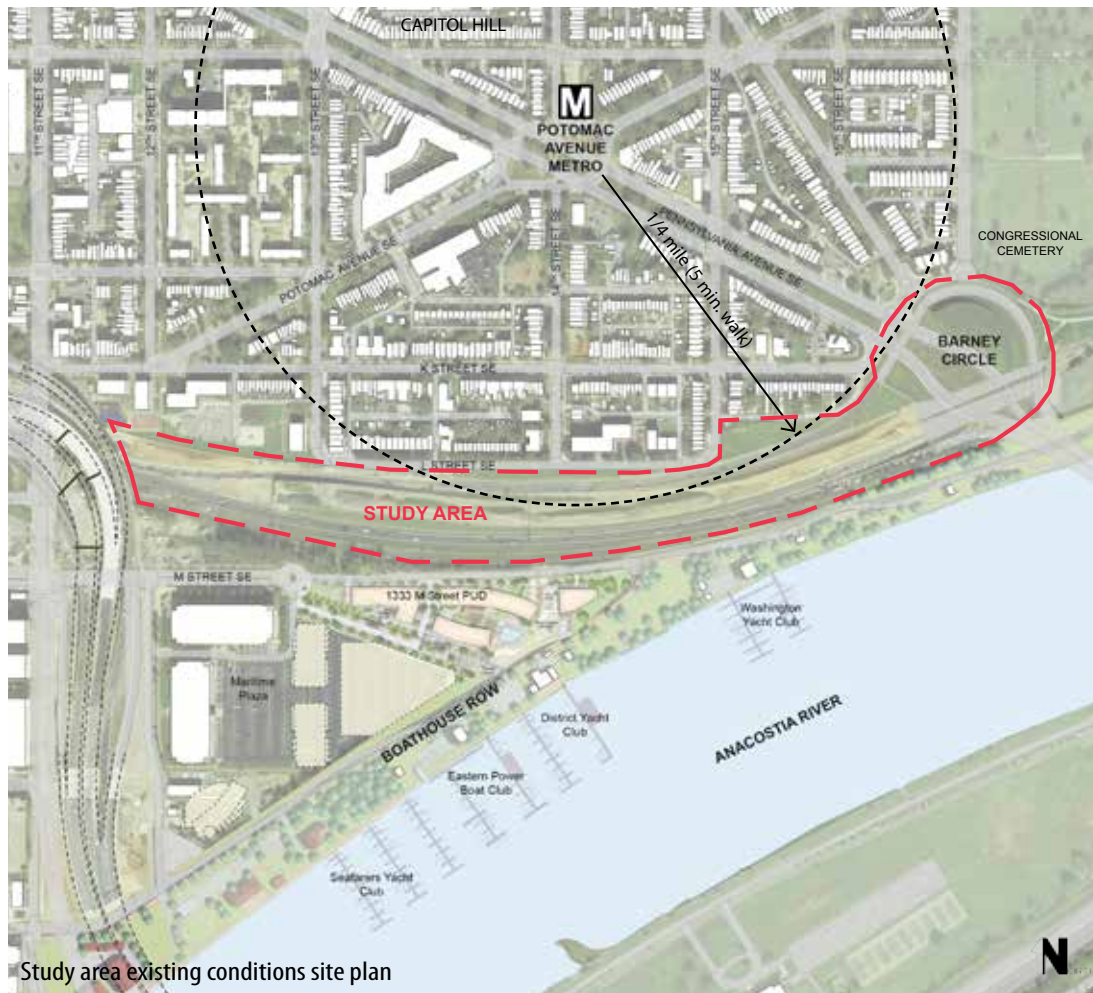 CAPITOL HILL
11TH STREET SE
12TH STREET SE
13TH STREET SE
15TH STREET SE
16TH STREET SE
M
POTOMAC
AVENUE
METRO
1/4 mile (5 min. walk)
PENNSYLVANIA AVENUE SE
CONGRESSIONAL
CEMETERY
POTOMAC AVENUE SE
14TH STREET SE
BARNEY
CIRCLE
K STREET SE
L STREET SE
STUDY AREA
M STREET SE
1333 M Street PUD
Washington
Yacht Club
Maritime
Plaza
BOATHOUSE ROW
District Yacht
Club
ANACOSTIA RIVER
Eastern Power
Boat Club
Seafarers Yacht
Club
Study area existing conditions site plan
N